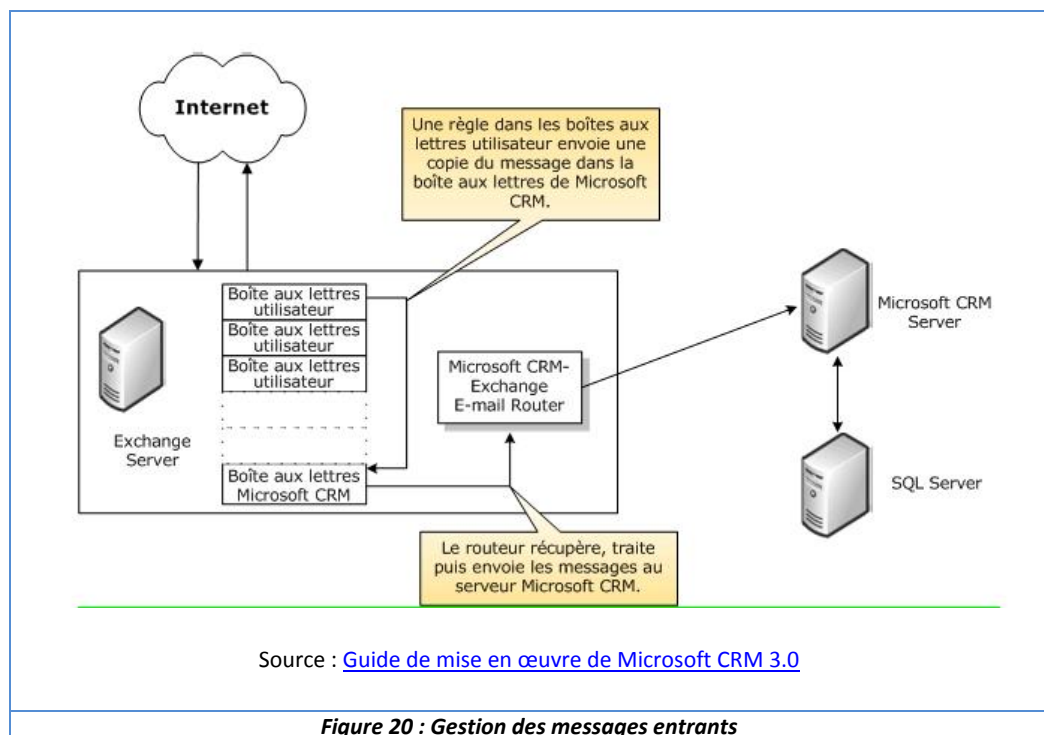 Internet
Une règle dans les boîtes aux
lettres utilisateur envoie une
copie du message dans la
boîte aux lettres de Microsoft
CRM.
Boîte aux lettres
utilisateur
Boîte aux lettres
utilisateur
Boîte aux lettres
utilisateur
Exchange
Server
Boîte aux lettres
Microsoft CRM
Microsoft CRM-
Exchange
E-mail Router
Microsoft CRM
Server
SQL Server
Le routeur récupère, traite
puis envoie les messages au
serveur Microsoft CRM.
Source : Guide de mise en œuvre de Microsoft CRM 3.0
Figure 20 : Gestion des messages entrants